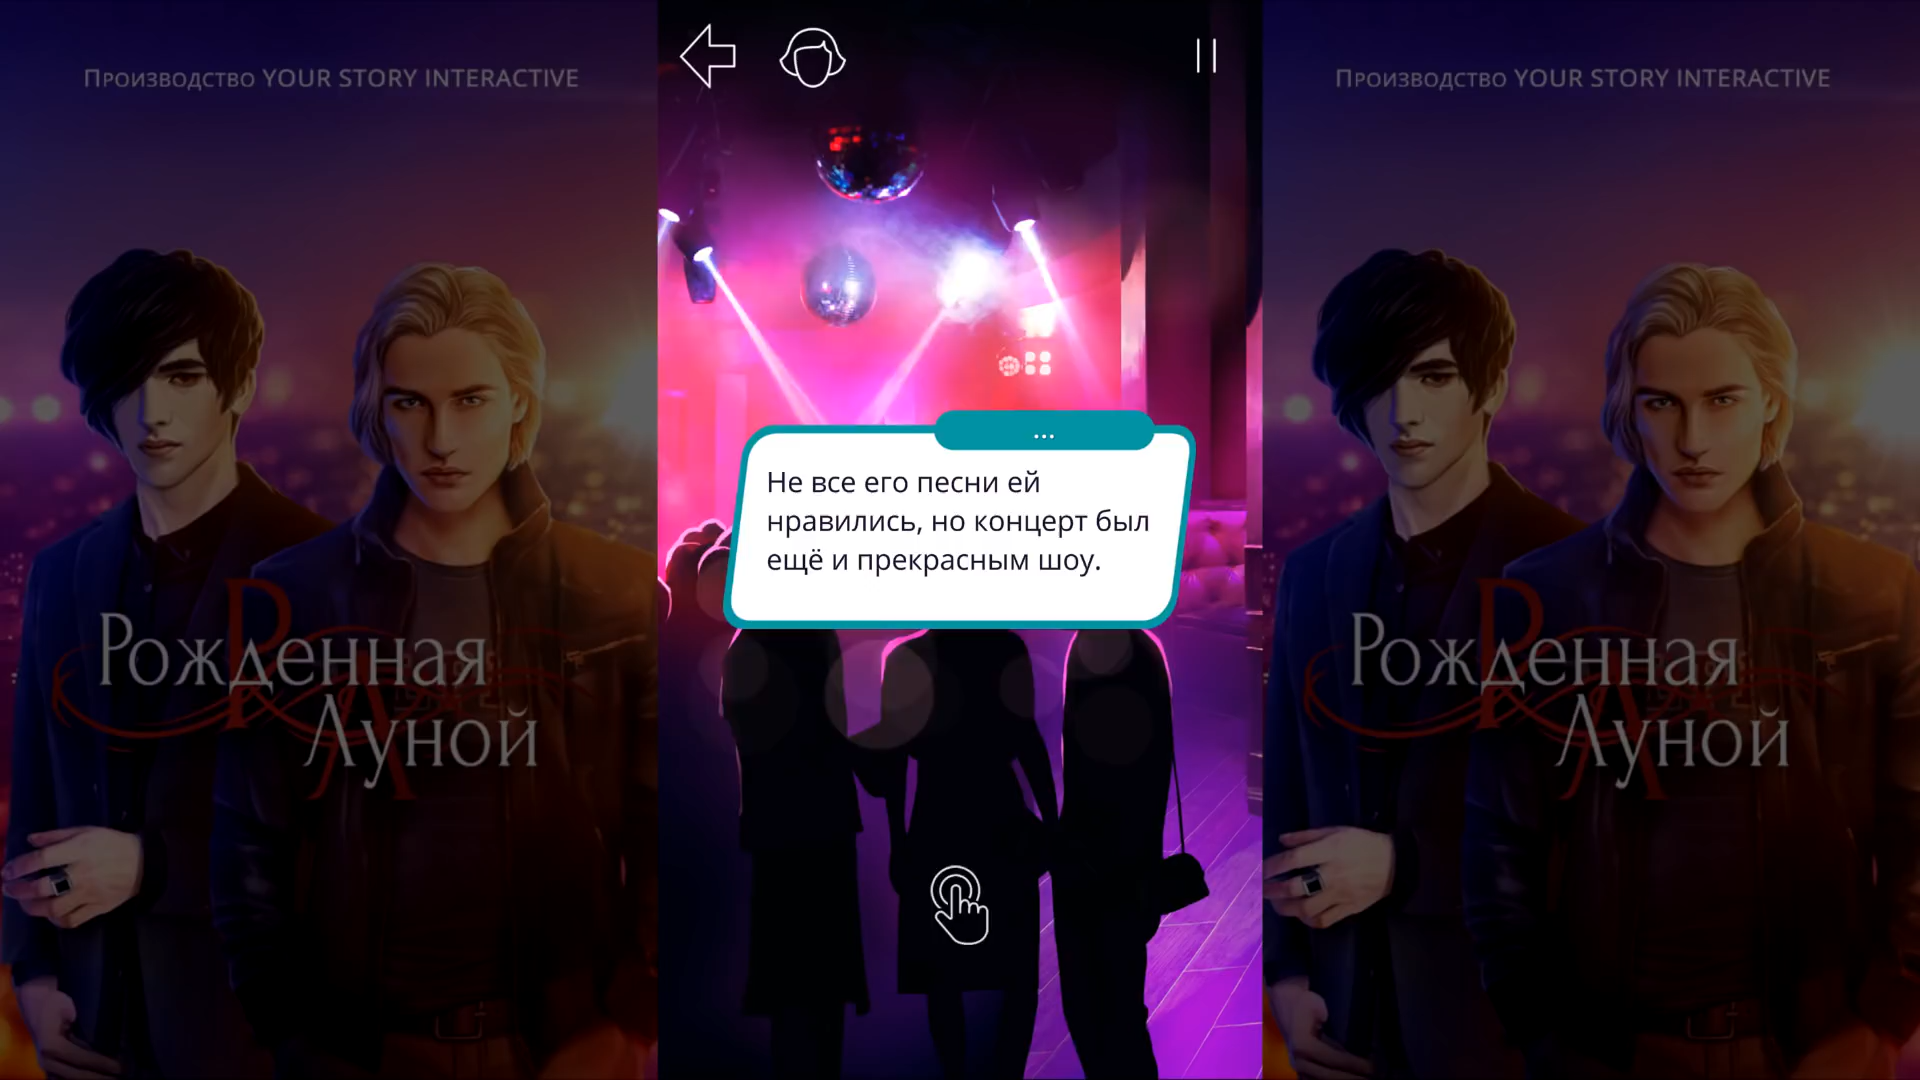 Производство YOUR STORY INTERACTIVE
Рожденная
Луной
...
Не все его песни ей
нравились, но концерт был
ещё и прекрасным шоу.
Производство YOUR STORY INTERACTIVE
Рожденная
Луной